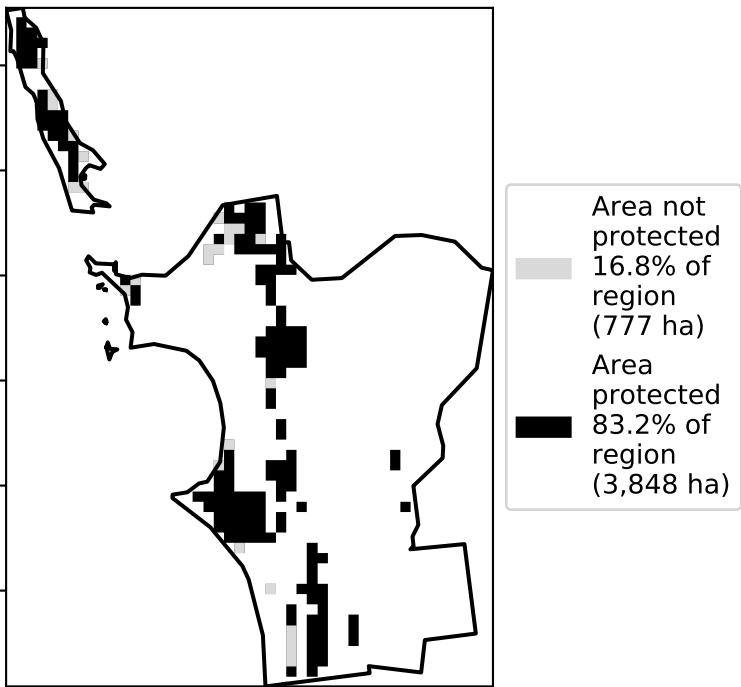 Area not
protected
16.8% of
region
(777 ha)
Area
protected
83.2% of
region
(3,848 ha)